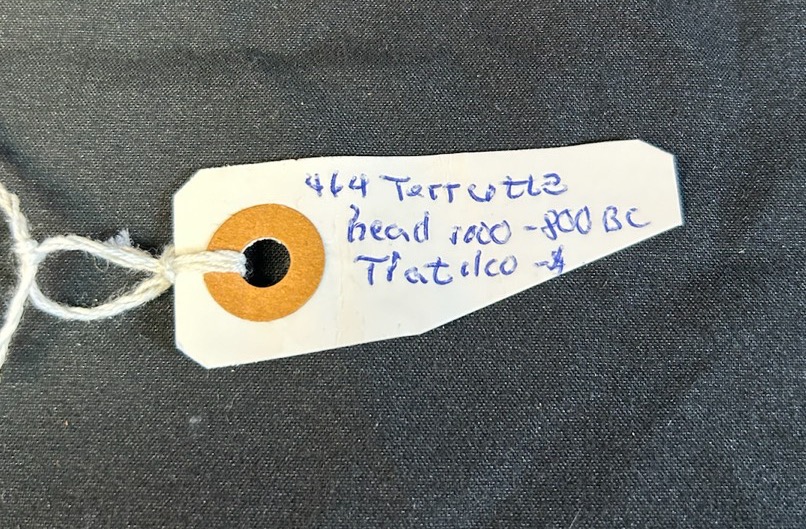 464 Terrcotta
head 1000 - 800 BC
Tlatilco -